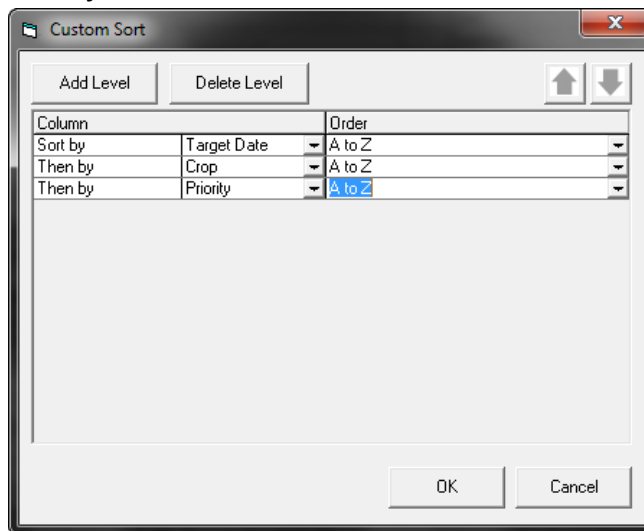 Custom Sort
Add Level Delete Level
Column Order
Sort by Target Date A to Z
Then by Crop A to Z
Then by Priority A to Z
OK Cancel